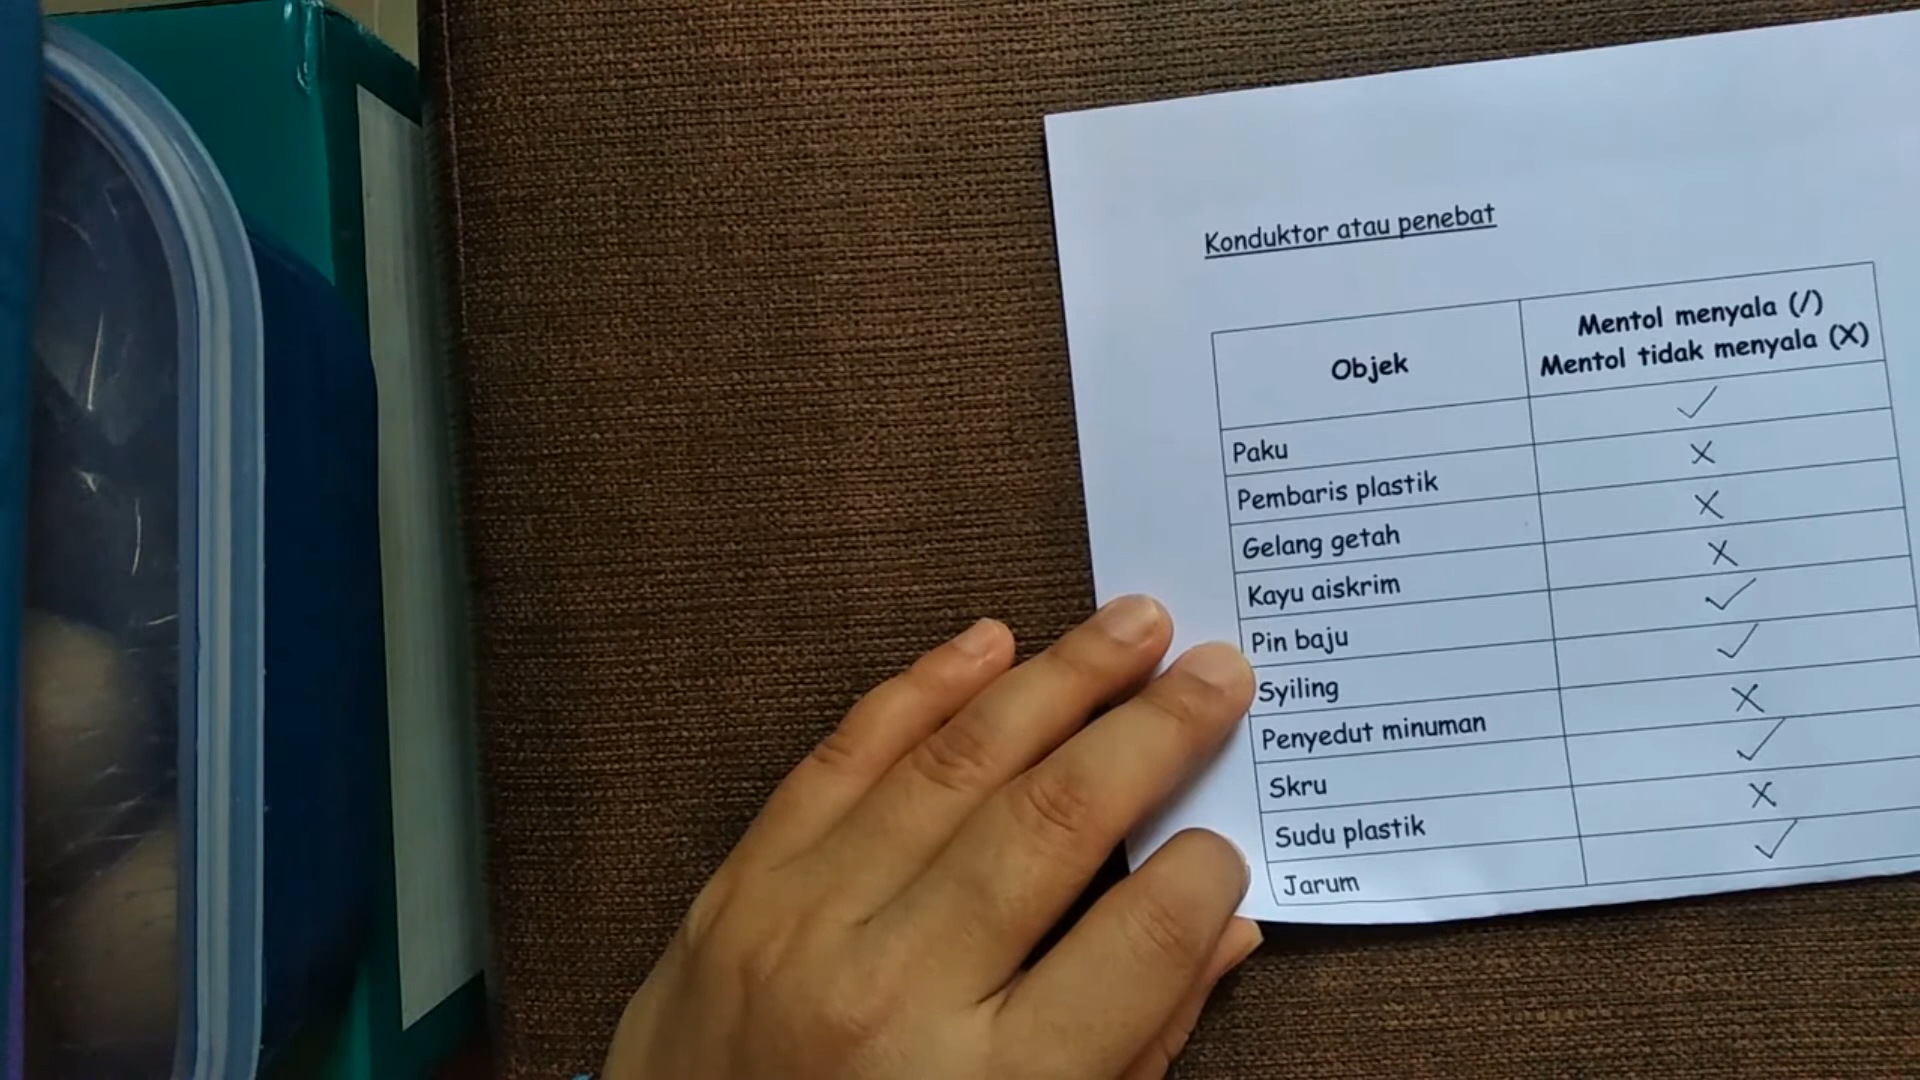 Konduktor atau penebat
Objek
Mentol menyala (/)
Mentol tidak menyala (X)
Paku ✓
Pembaris plastik X
Gelang getah X
Kayu aiskrim X
Pin baju ✓
Syiling ✓
Penyedut minuman X
Skru ✓
Sudu plastik X
Jarum ✓